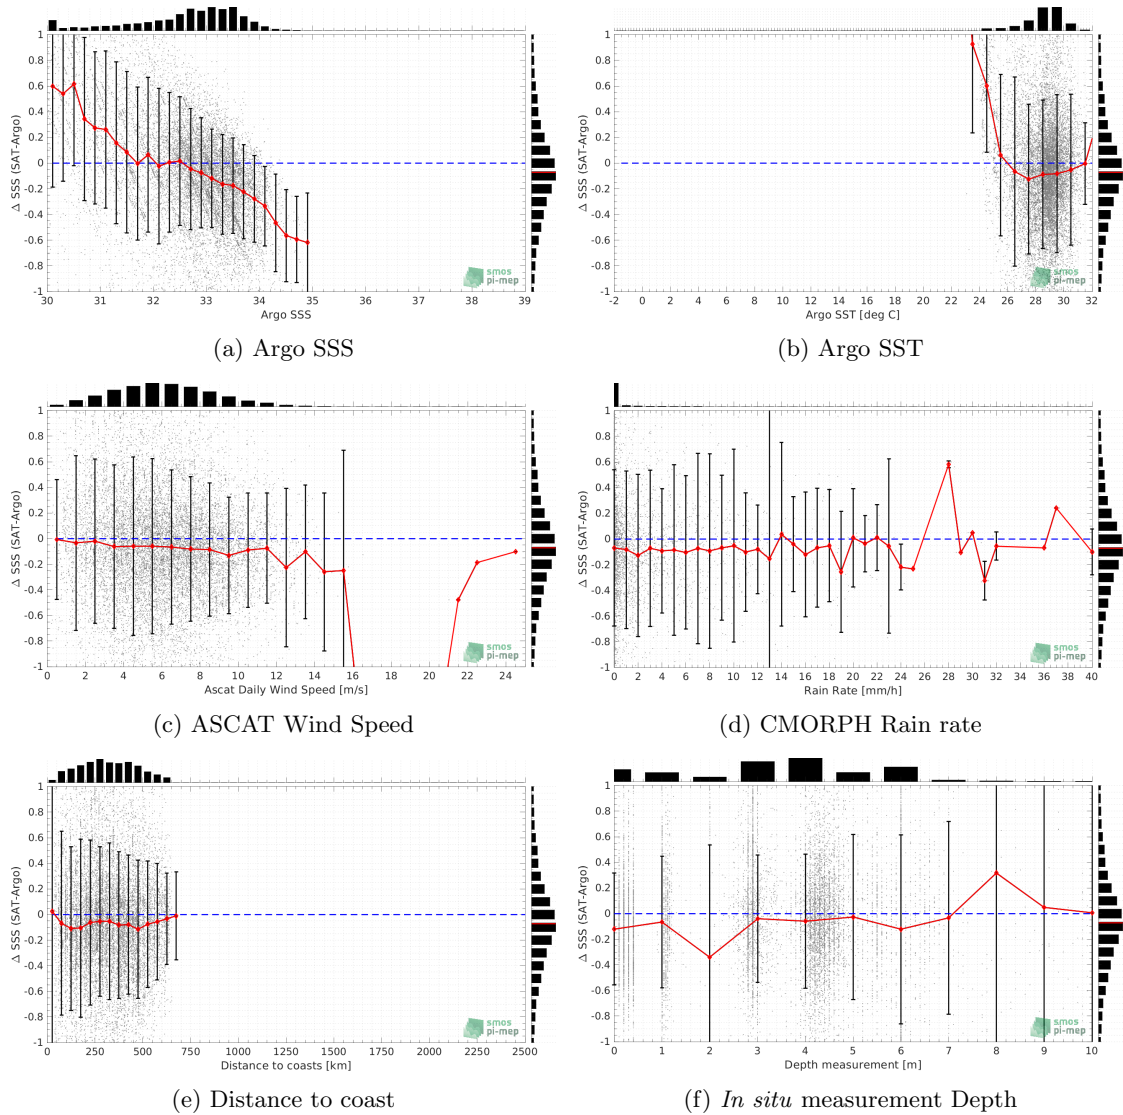 1
0.8
0.6
0.4
0.2
0
-0.2
-0.4
-0.6
-0.8
-1
Δ SSS (SAT-Argo)
30 31 32 33 34 35 36 37 38 39
Argo SSS
smos
pi-mep
(a) Argo SSS
1
0.8
0.6
0.4
0.2
0
-0.2
-0.4
-0.6
-0.8
-1
Δ SSS (SAT-Argo)
-2 0 2 4 6 8 10 12 14 16 18 20 22 24 26 28 30 32
Argo SST [deg C]
smos
pi-mep
(b) Argo SST
1
0.8
0.6
0.4
0.2
0
-0.2
-0.4
-0.6
-0.8
-1
Δ SSS (SAT-Argo)
0 2 4 6 8 10 12 14 16 18 20 22 24
Ascat Daily Wind Speed [m/s]
smos
pi-mep
(c) ASCAT Wind Speed
1
0.8
0.6
0.4
0.2
0
-0.2
-0.4
-0.6
-0.8
-1
Δ SSS (SAT-Argo)
0 2 4 6 8 10 12 14 16 18 20 22 24 26 28 30 32 34 36 38 40
Rain Rate [mm/h]
smos
pi-mep
(d) CMORPH Rain rate
1
0.8
0.6
0.4
0.2
0
-0.2
-0.4
-0.6
-0.8
-1
Δ SSS (SAT-Argo)
0 250 500 750 1000 1250 1500 1750 2000 2250 2500
Distance to coasts [km]
smos
pi-mep
(e) Distance to coast
1
0.8
0.6
0.4
0.2
0
-0.2
-0.4
-0.6
-0.8
-1
Δ SSS (SAT-Argo)
0 1 2 3 4 5 6 7 8 9 10
Depth measurement [m]
smos
pi-mep
(f) In situ measurement Depth